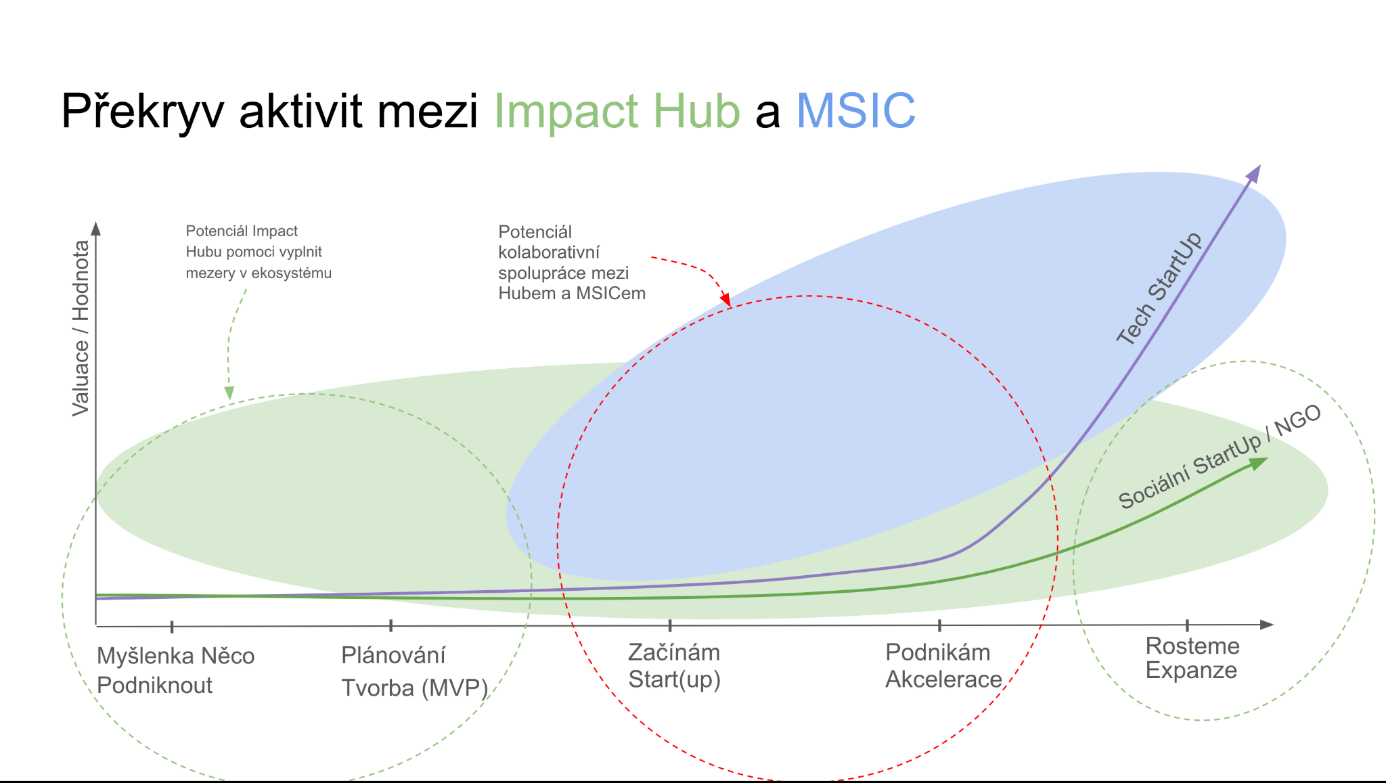 Překryv aktivit mezi Impact Hub a MSIC
Potenciál Impact
Hubu pomoci vyplnit
mezery v ekosystému
Potenciál
kolaborativní
spolupráce mezi
Hubem a MSICem
Valuace / Hodnota
Tech StartUp
Sociální StartUp / NGO
Myšlenka Něco
Podniknout
Plánování
Tvorba (MVP)
Začínám
Start(up)
Podnikám
Akcelerace
Rosteme
Expanze